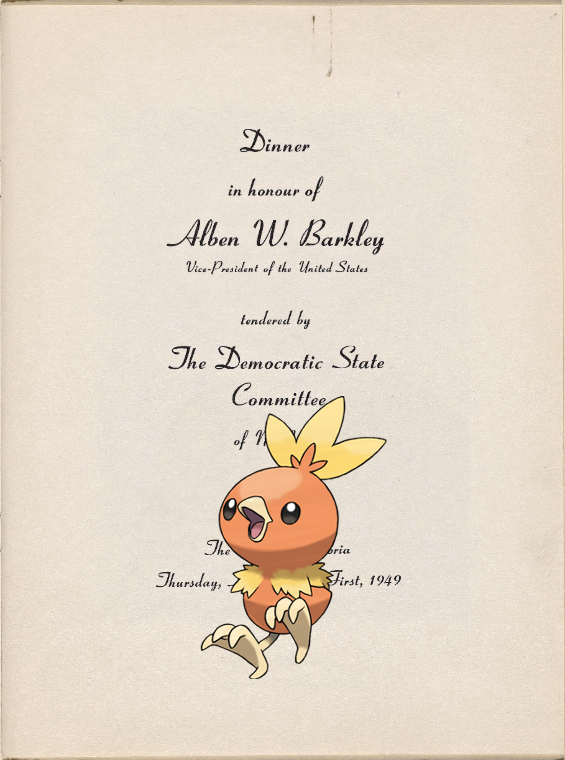 Dinner
in honour of
Alben W. Barkley
Vice-President of the United States
tendered by
The Democratic State
Committee
of
The
Thursday, First, 1949